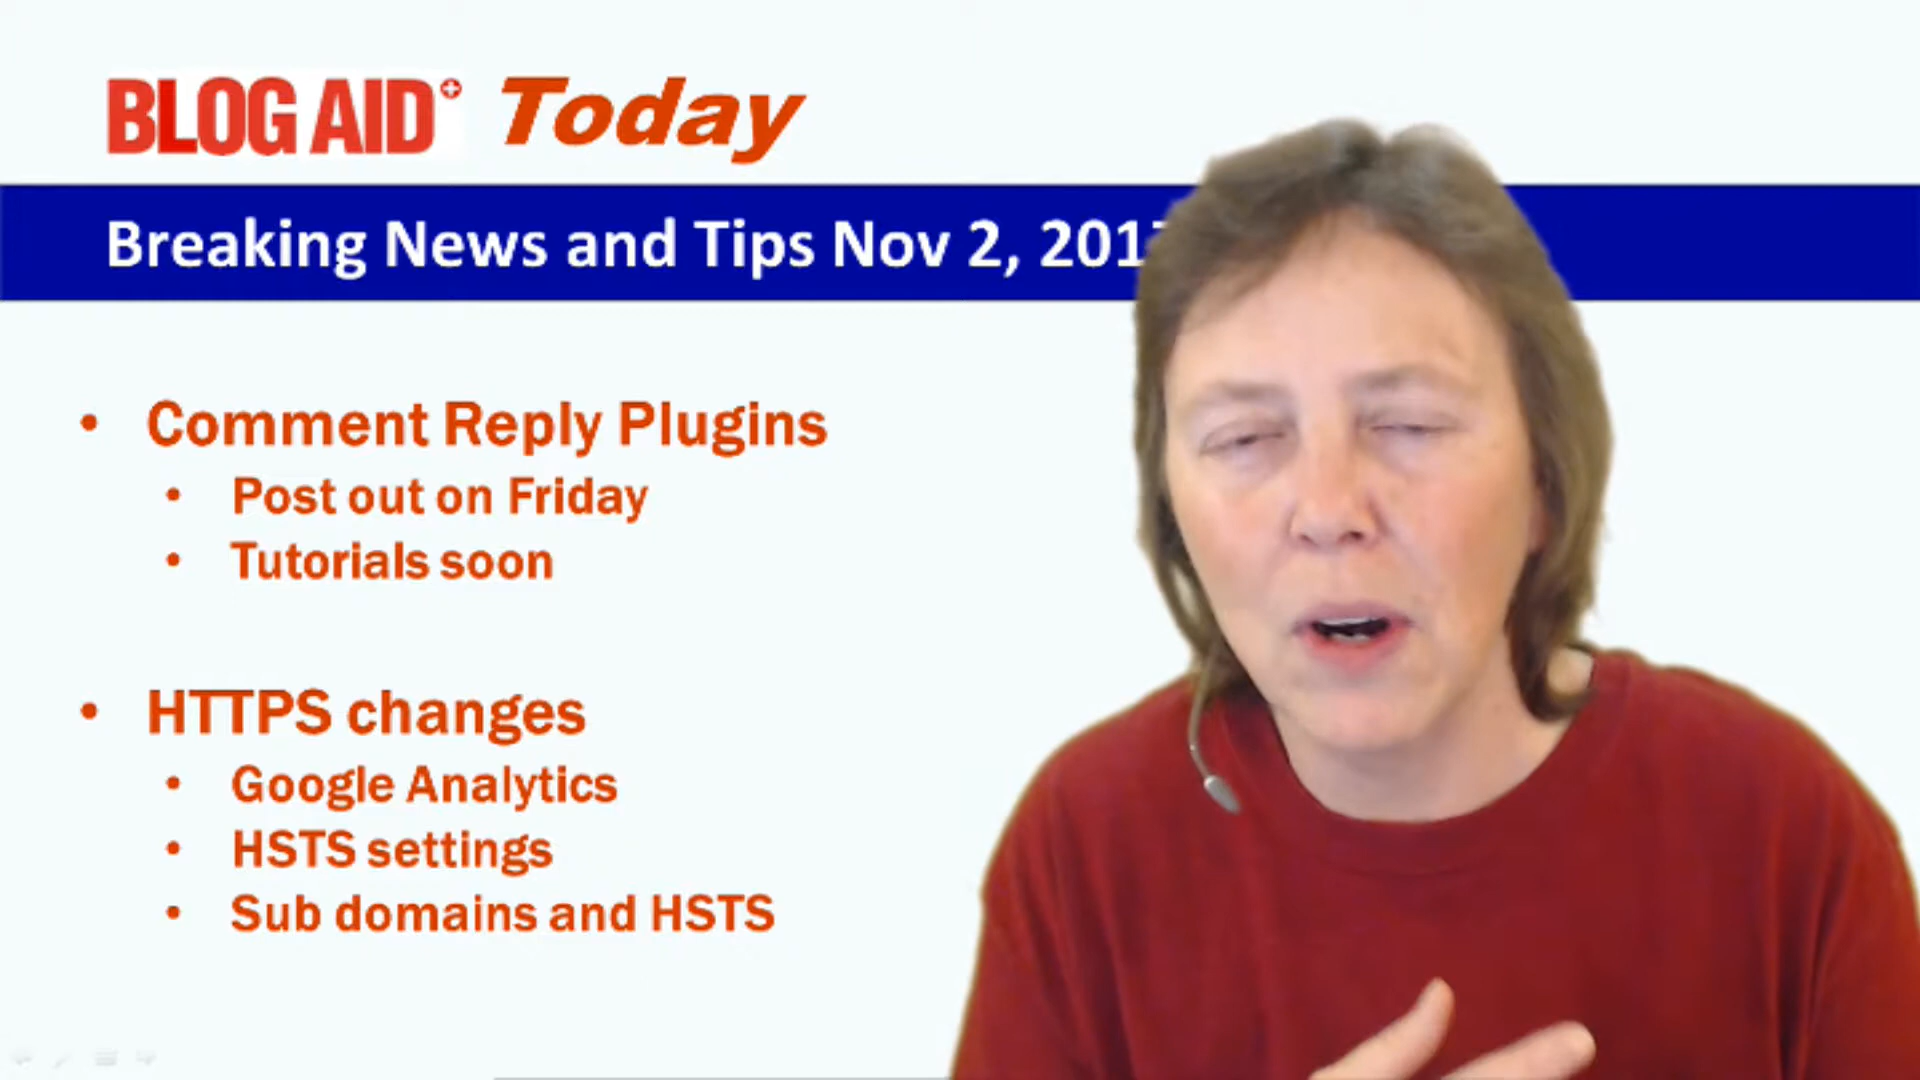 BLOG AID Today
Breaking News and Tips Nov 2, 201
• Comment Reply Plugins
• Post out on Friday
• Tutorials soon
• HTTPS changes
• Google Analytics
• HSTS settings
• Sub domains and HSTS